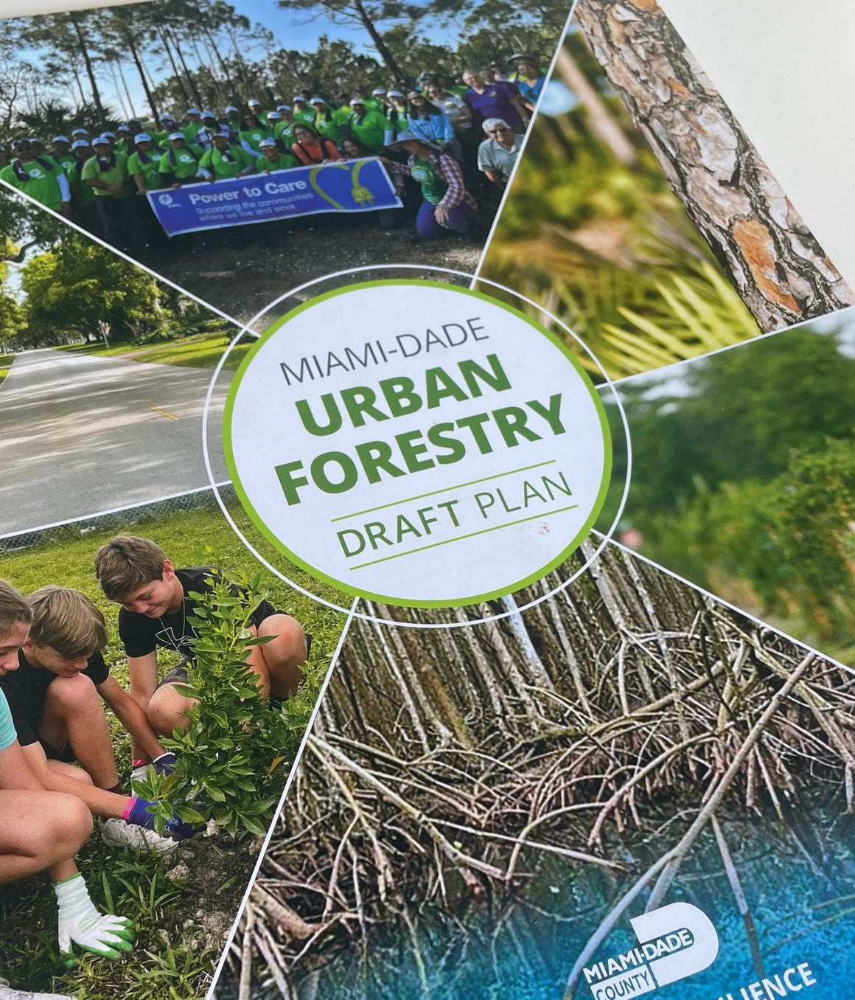 FPL
Power to Care
Supporting the communities
where we live and work
MIAMI-DADE
URBAN
FORESTRY
DRAFT PLAN
MIAMI-DADE
COUNTY